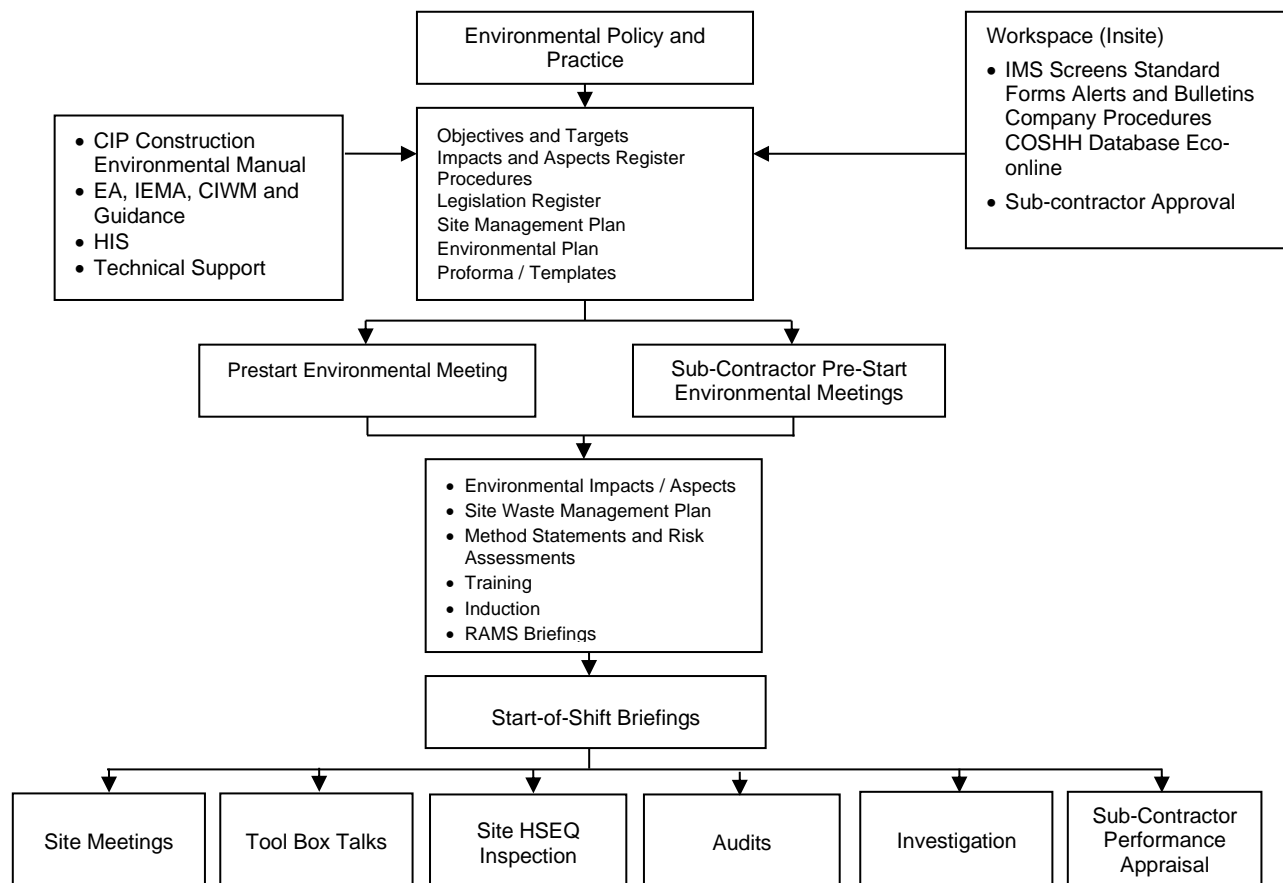 Environmental Policy and
Practice
Workspace (Insite)
• IMS Screens Standard
Forms Alerts and Bulletins
Company Procedures
COSHH Database Eco-
online
• Sub-contractor Approval
• CIP Construction
Environmental Manual
• EA, IEMA, CIWM and
Guidance
• HIS
• Technical Support
Objectives and Targets
Impacts and Aspects Register
Procedures
Legislation Register
Site Management Plan
Environmental Plan
Proforma / Templates
Prestart Environmental Meeting
Sub-Contractor Pre-Start
Environmental Meetings
• Environmental Impacts / Aspects
• Site Waste Management Plan
• Method Statements and Risk
Assessments
• Training
• Induction
• RAMS Briefings
Start-of-Shift Briefings
Site Meetings
Tool Box Talks
Site HSEQ
Inspection
Audits
Investigation
Sub-Contractor
Performance
Appraisal